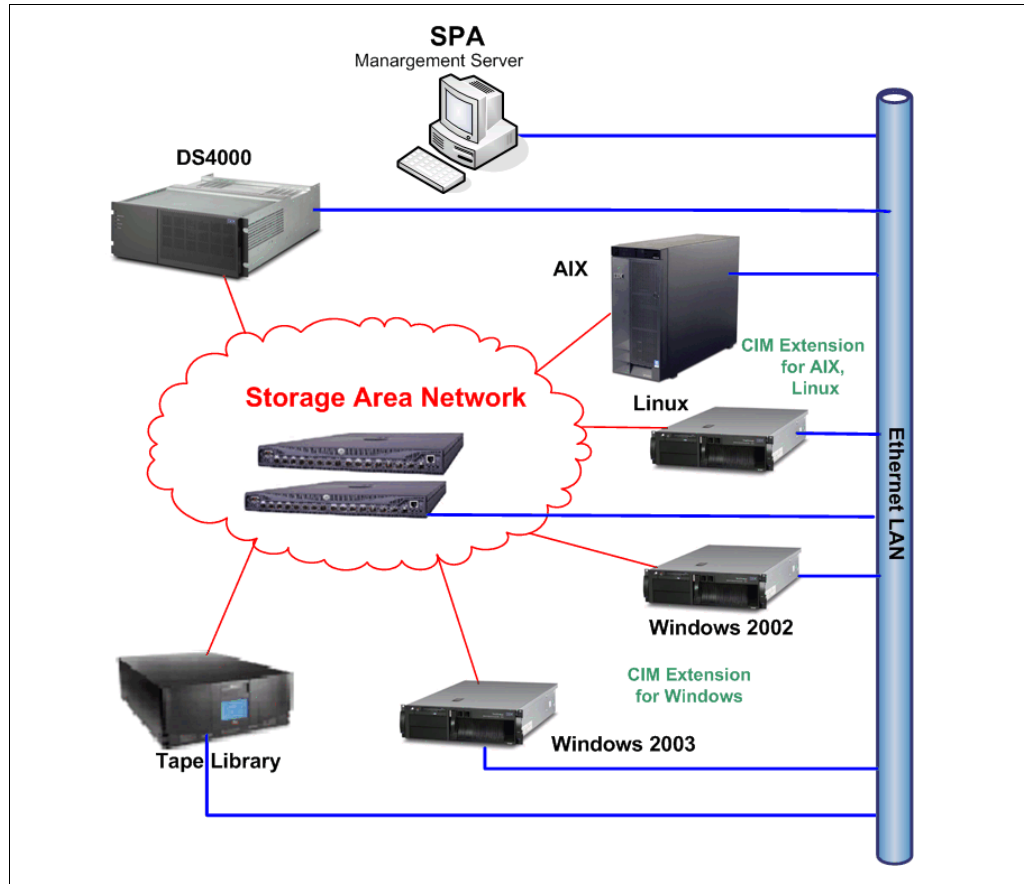 SPA
Manargement Server
DS4000
AIX
CIM Extension
for AIX,
Linux
Linux
Storage Area Network
Ethernet LAN
Windows 2002
CIM Extension
for Windows
Windows 2003
Tape Library